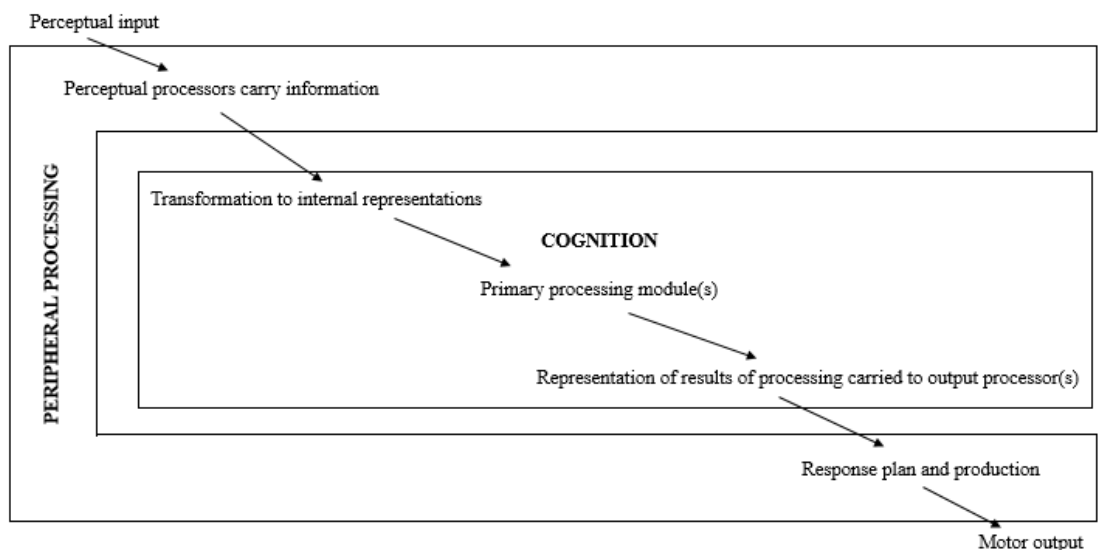 Perceptual input
Perceptual processors carry information
PERIPHERAL PROCESSING
Transformation to internal representations
COGNITION
Primary processing module(s)
Representation of results of processing carried to output processor(s)
Response plan and production
Motor output